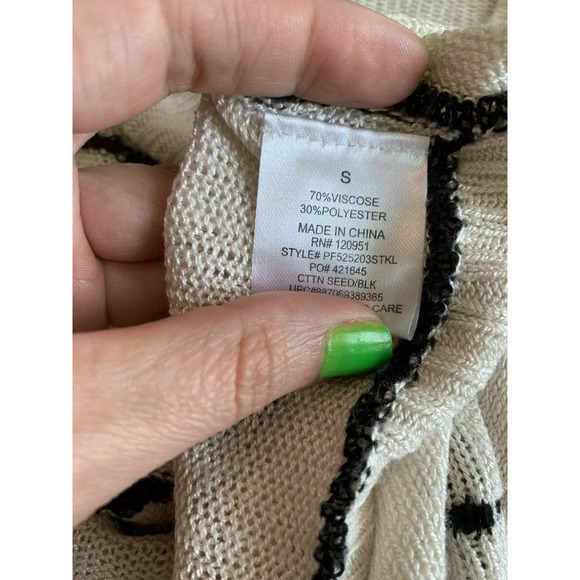 S
70%VISCOSE
30%POLYESTER
MADE IN CHINA
RN# 120951
STYLE# PF525203STKL
PO# 421645
CTTN SEED/BLK
UPC#887069389365
CARE